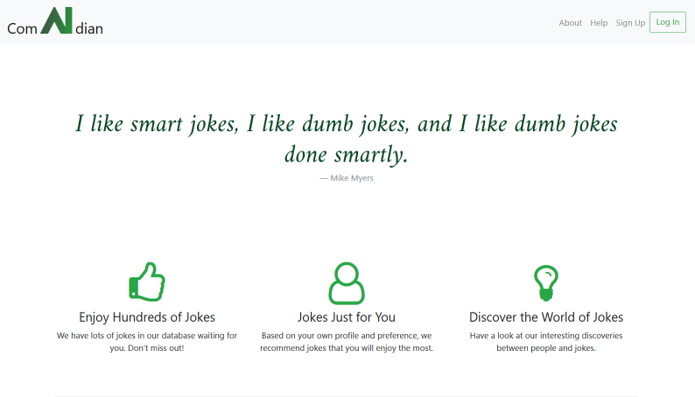 ComAIdian
About Help Sign Up Log In
I like smart jokes, I like dumb jokes, and I like dumb jokes
done smartly.
— Mike Myers
Enjoy Hundreds of Jokes
We have lots of jokes in our database waiting for
you. Don't miss out!
Jokes Just for You
Based on your own profile and preference, we
recommend jokes that you will enjoy the most.
Discover the World of Jokes
Have a look at our interesting discoveries
between people and jokes.